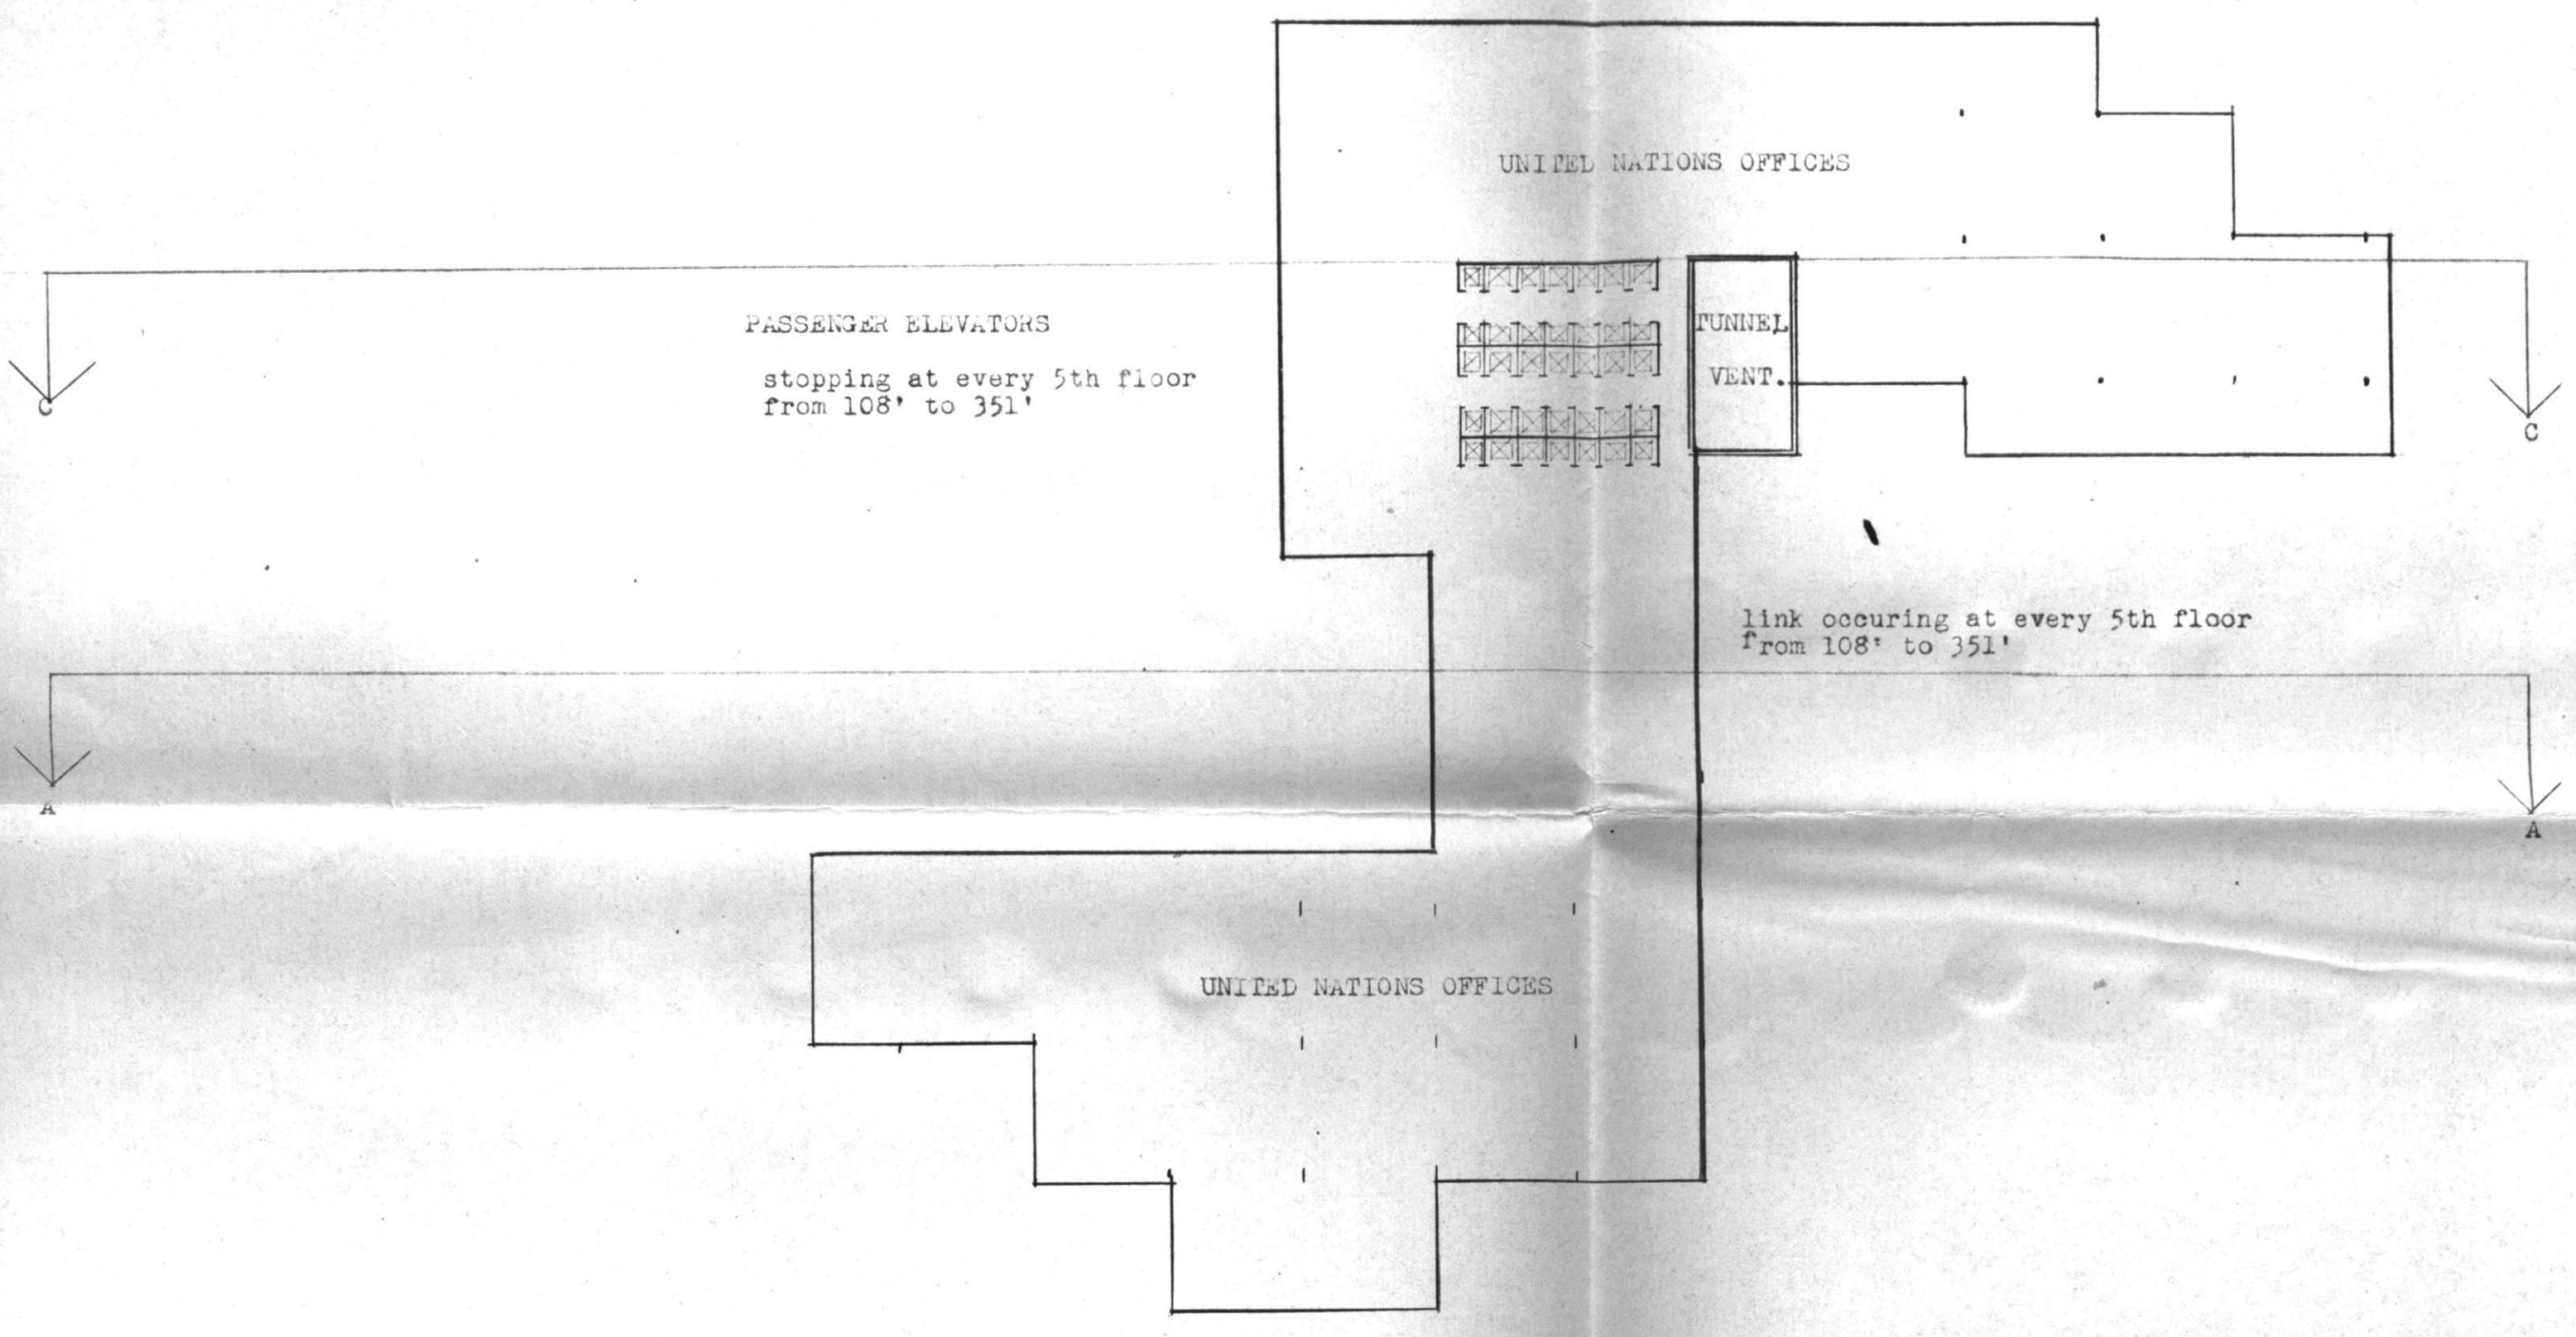 UNITED NATIONS OFFICES
PASSENGER ELEVATORS
stopping at every 5th floor
from 108' to 351'
TUNNEL
VENT.
C
C
link occuring at every 5th floor
from 108' to 351'
A
A
UNITED NATIONS OFFICES